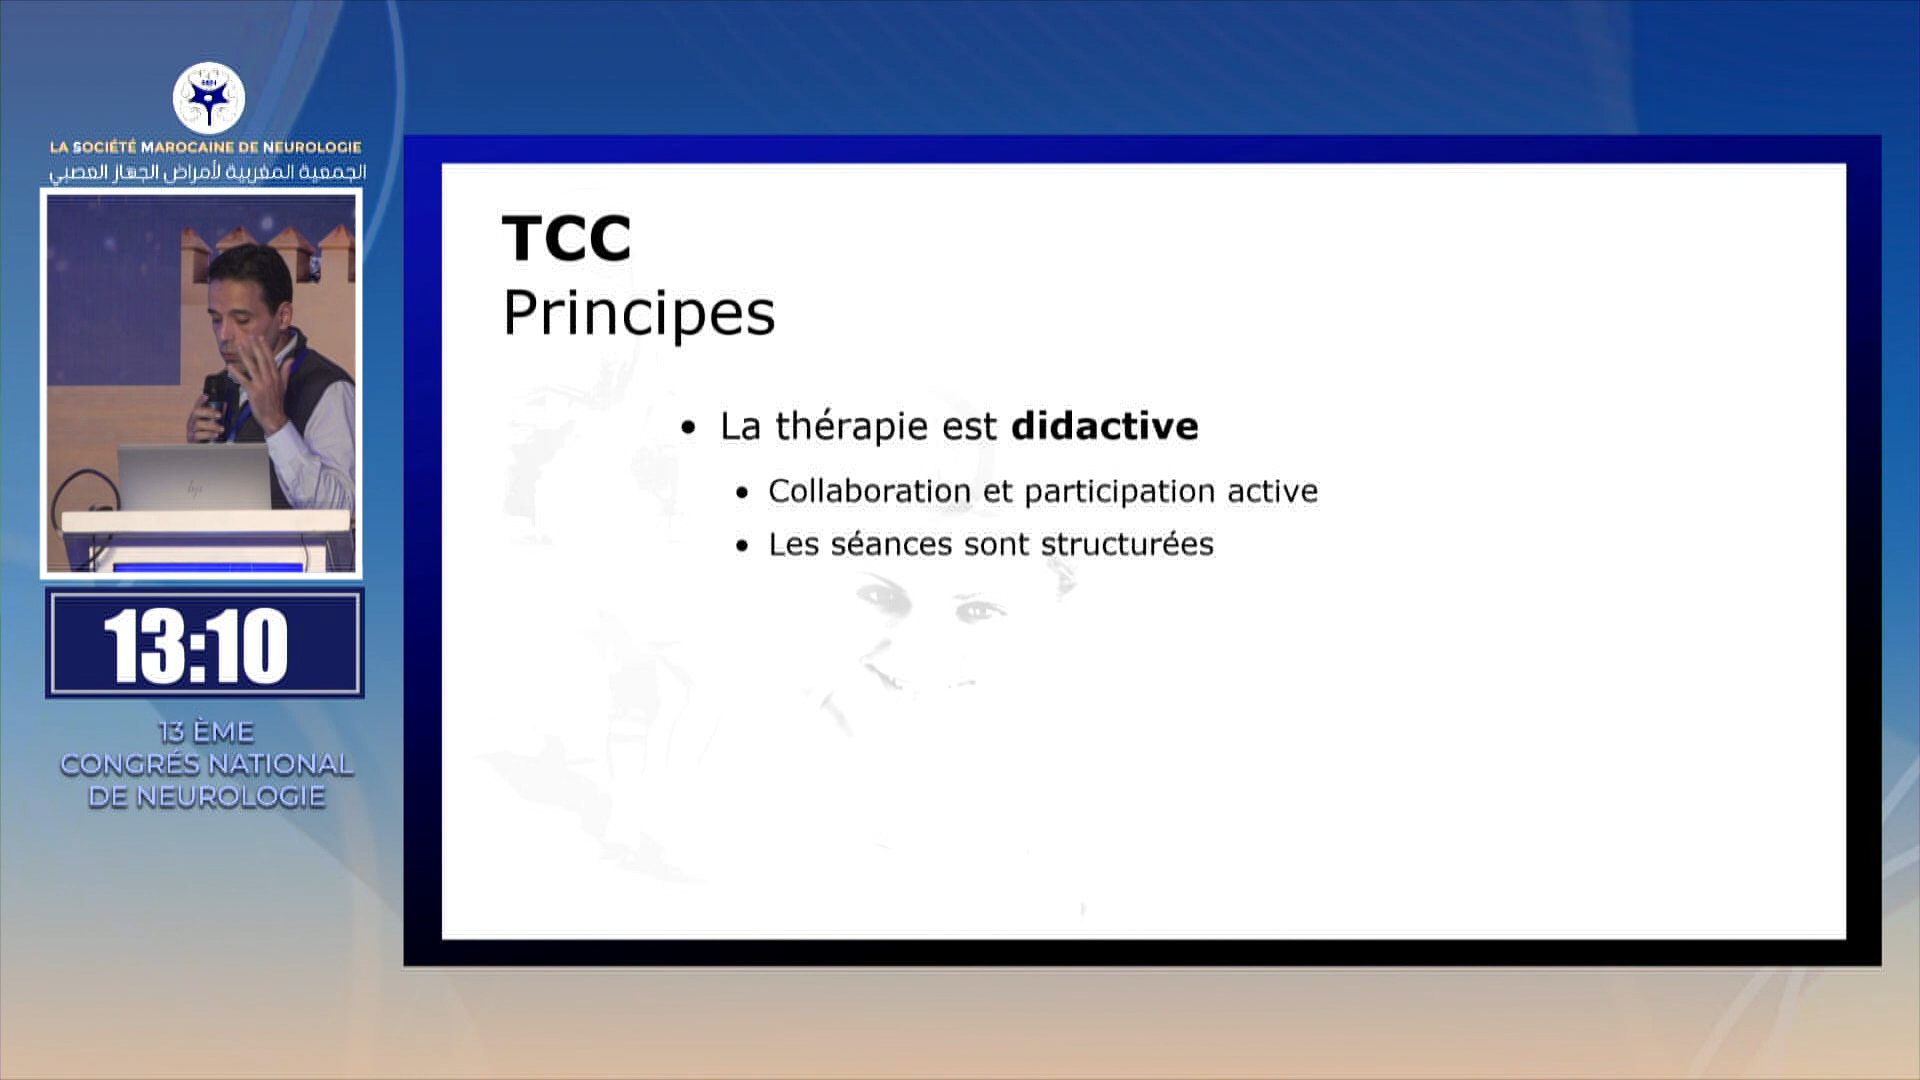 LA SOCIÉTÉ MAROCAINE DE NEUROLOGIE
الجمعية المغربية لأمراض الجهاز العصبي
13:10
13 ÈME
CONGRÉS NATIONAL
DE NEUROLOGIE
TCC
Principes
• La thérapie est didactive
• Collaboration et participation active
• Les séances sont structurées